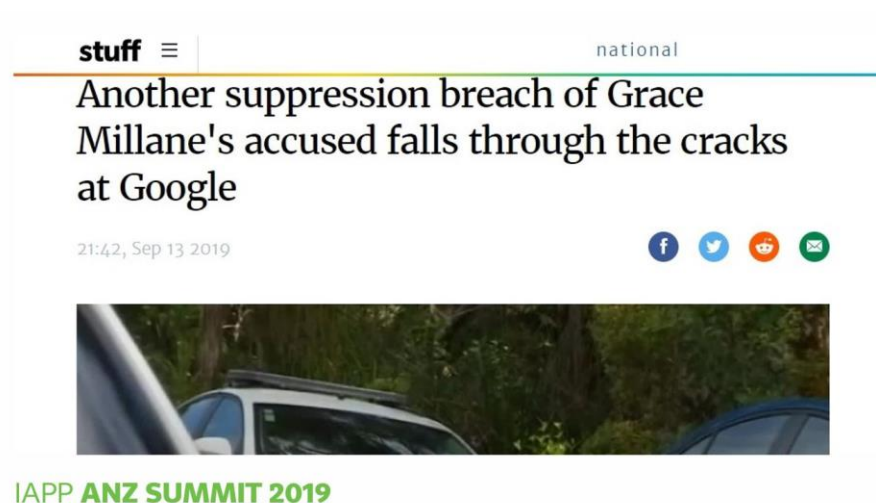 stuff national
Another suppression breach of Grace
Millane's accused falls through the cracks
at Google
21:42, Sep 13 2019
IAPP ANZ SUMMIT 2019